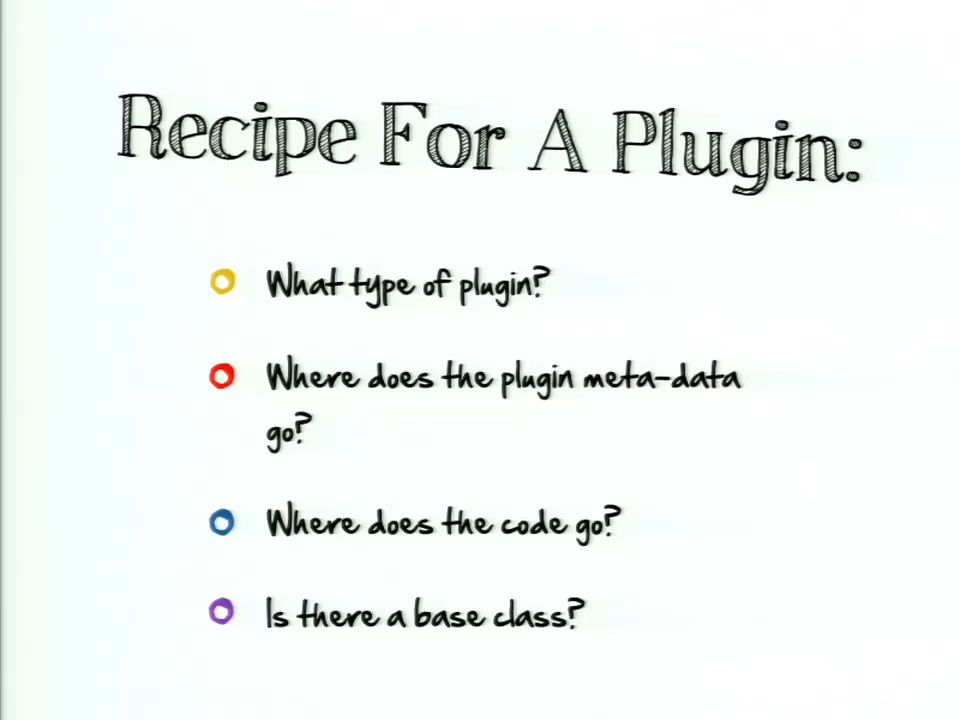 Recipe For A Plugin:
What type of plugin?
Where does the plugin meta-data
go?
Where does the code go?
Is there a base class?